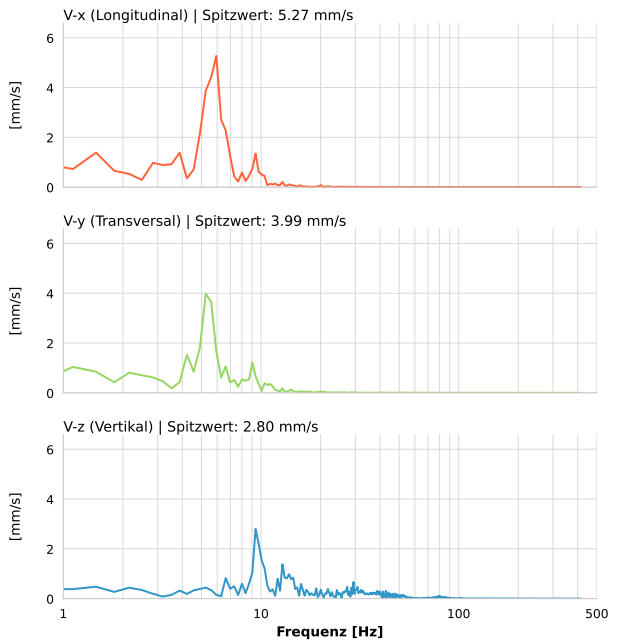 V-x (Longitudinal) | Spitzwert: 5.27 mm/s
6
4
2
0
[mm/s]
V-y (Transversal) | Spitzwert: 3.99 mm/s
6
4
2
0
[mm/s]
V-z (Vertikal) | Spitzwert: 2.80 mm/s
6
4
2
0
[mm/s]
1 10 100 500
Frequenz [Hz]